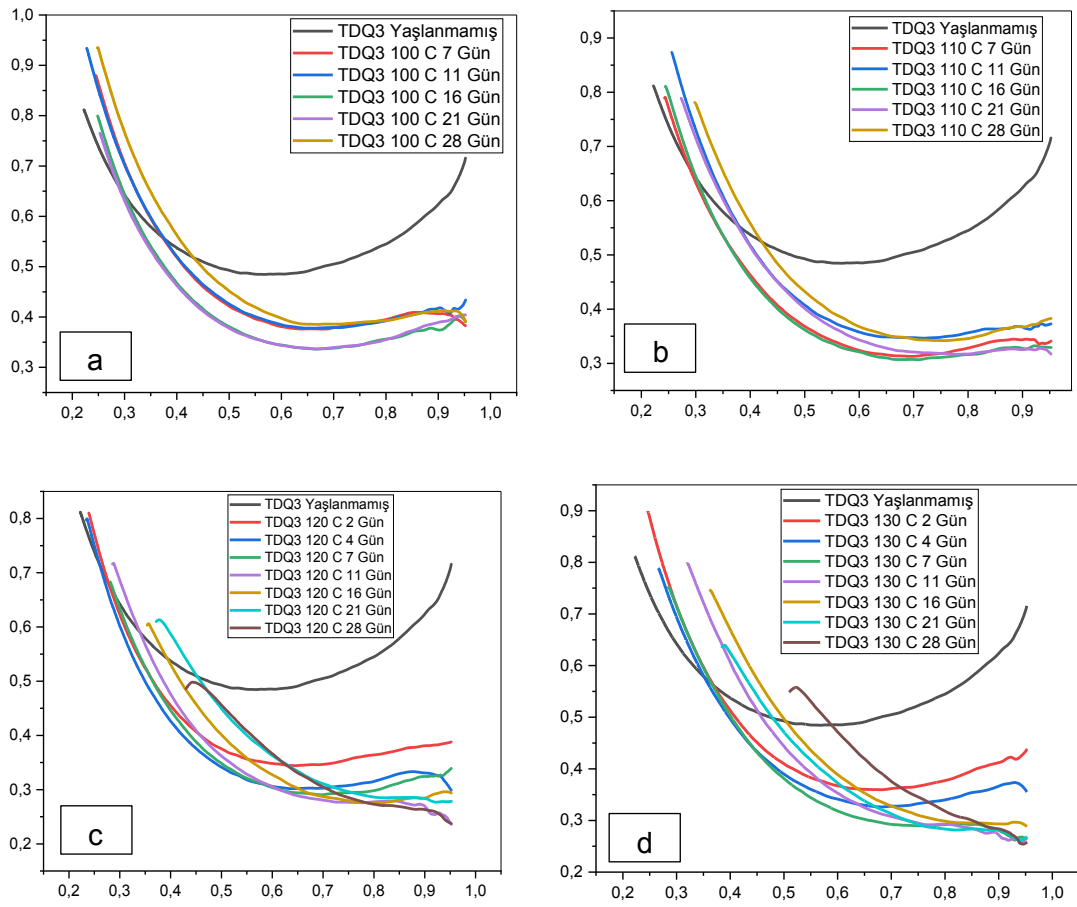 1,0
0,9
0,8
0,7
0,6
0,5
0,4
0,3
TDQ3 Yaşlanmamış
TDQ3 100 C 7 Gün
TDQ3 100 C 11 Gün
TDQ3 100 C 16 Gün
TDQ3 100 C 21 Gün
TDQ3 100 C 28 Gün
a
0,2 0,3 0,4 0,5 0,6 0,7 0,8 0,9 1,0
0,9
0,8
0,7
0,6
0,5
0,4
0,3
TDQ3 Yaşlanmamış
TDQ3 110 C 7 Gün
TDQ3 110 C 11 Gün
TDQ3 110 C 16 Gün
TDQ3 110 C 21 Gün
TDQ3 110 C 28 Gün
b
0,2 0,3 0,4 0,5 0,6 0,7 0,8 0,9
0,8
0,7
0,6
0,5
0,4
0,3
0,2
TDQ3 Yaşlanmamış
TDQ3 120 C 2 Gün
TDQ3 120 C 4 Gün
TDQ3 120 C 7 Gün
TDQ3 120 C 11 Gün
TDQ3 120 C 16 Gün
TDQ3 120 C 21 Gün
TDQ3 120 C 28 Gün
c
0,2 0,3 0,4 0,5 0,6 0,7 0,8 0,9 1,0
0,9
0,8
0,7
0,6
0,5
0,4
0,3
0,2
TDQ3 Yaşlanmamış
TDQ3 130 C 2 Gün
TDQ3 130 C 4 Gün
TDQ3 130 C 7 Gün
TDQ3 130 C 11 Gün
TDQ3 130 C 16 Gün
TDQ3 130 C 21 Gün
TDQ3 130 C 28 Gün
d
0,2 0,3 0,4 0,5 0,6 0,7 0,8 0,9 1,0